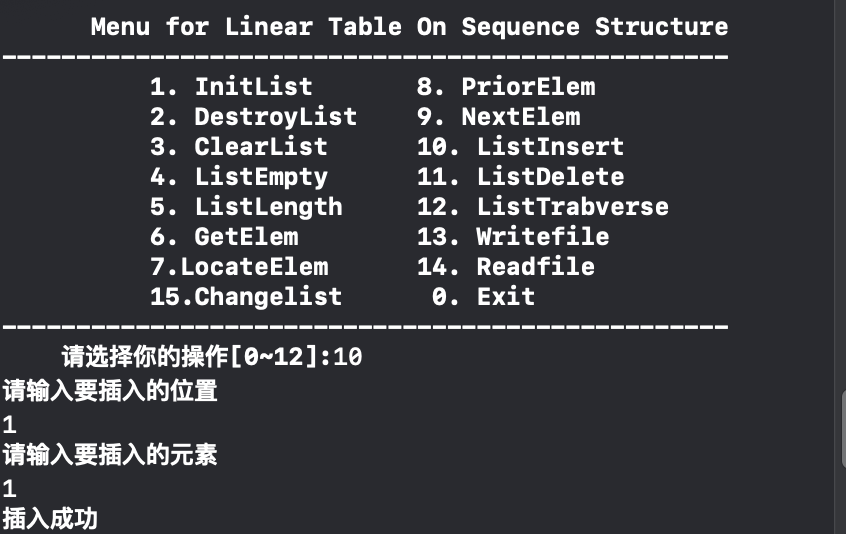 Menu for Linear Table On Sequence Structure
-------------------------------------------------
1. InitList 8. PriorElem
2. DestroyList 9. NextElem
3. ClearList 10. ListInsert
4. ListEmpty 11. ListDelete
5. ListLength 12. ListTrabverse
6. GetElem 13. Writefile
7.LocateElem 14. Readfile
15.Changelist 0. Exit
-------------------------------------------------
请选择你的操作[0~12]:10
请输入要插入的位置
1
请输入要插入的元素
1
插入成功